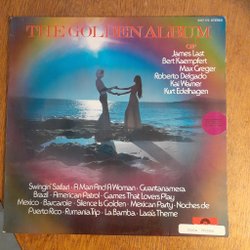 THE GOLDEN ALBUM
OF
James Last
Bert Kaempfert
Max Greger
Roberto Delgado
Kai Warner
Kurt Edelhagen
Swingin' Safari · A Man And A Woman · Guantanamera
Brazil · American Patrol · Games That Lovers Play
Mexico · Barcarole · Silence Is Golden · Mexican Party · Noches de
Puerto Rico · Rumania Trip · La Bamba · Lara's Theme